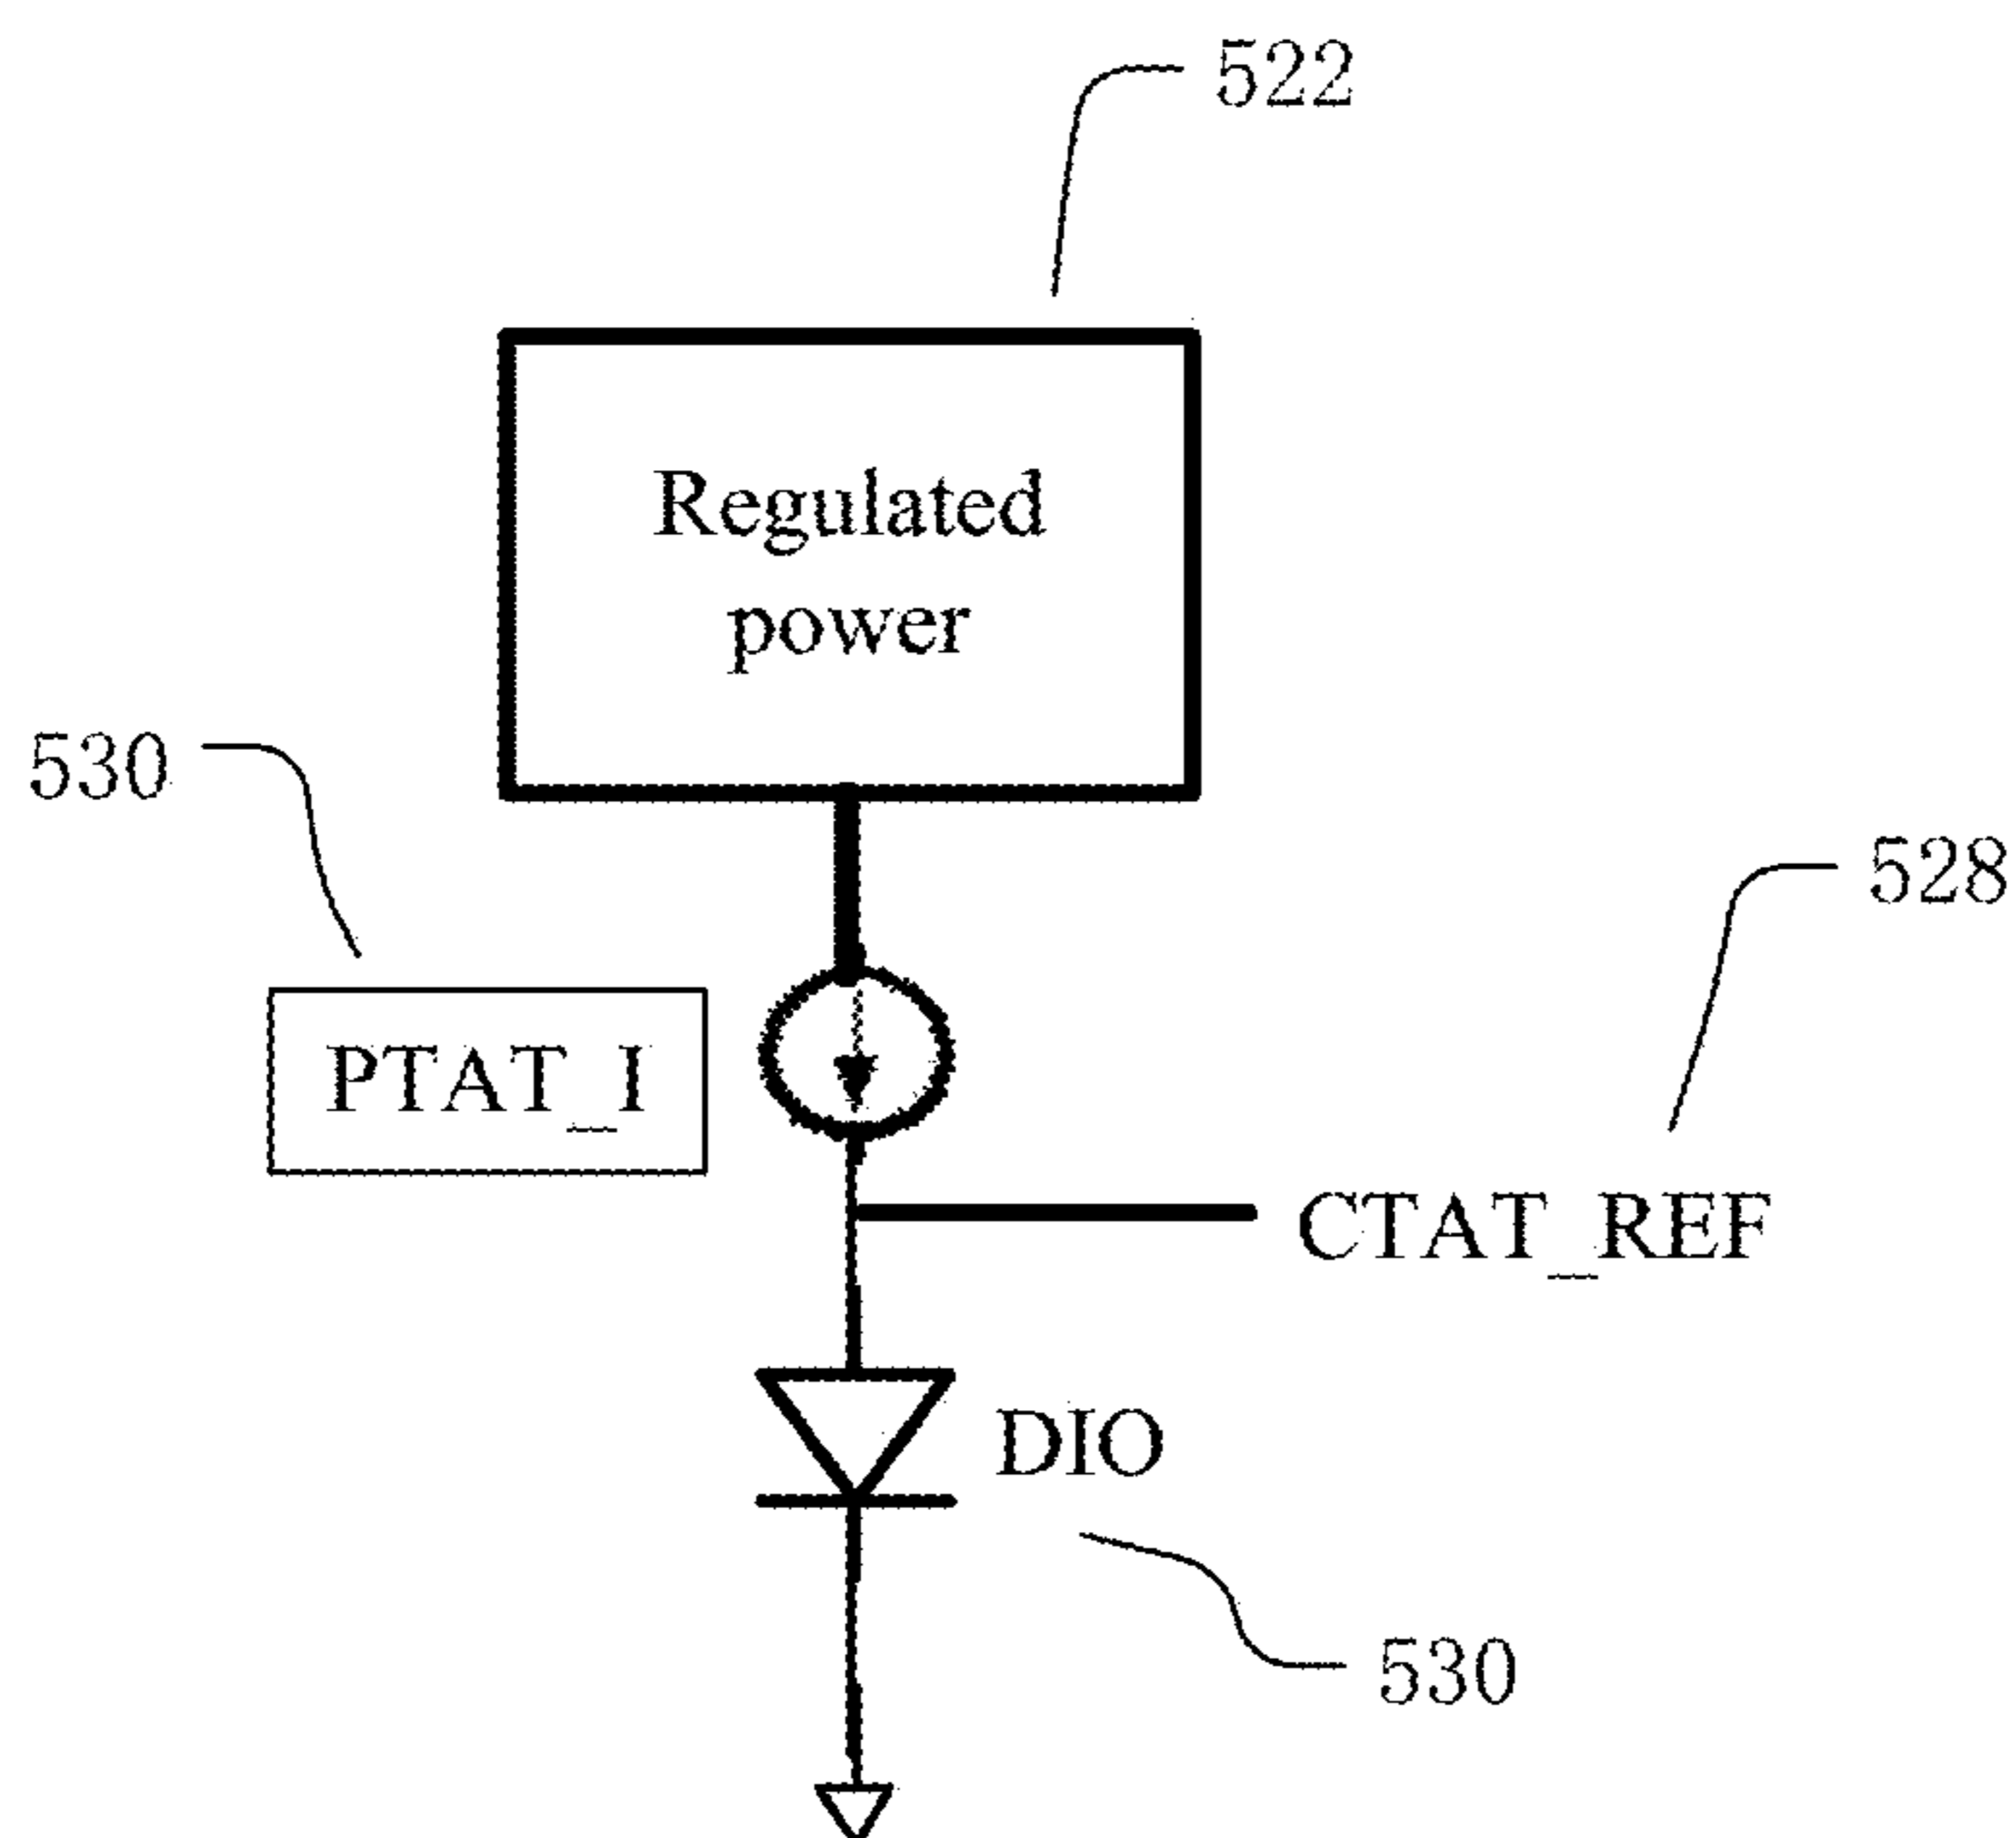 522
Regulated
power
530
528
PTAT_I
CTAT_REF
DIO
530